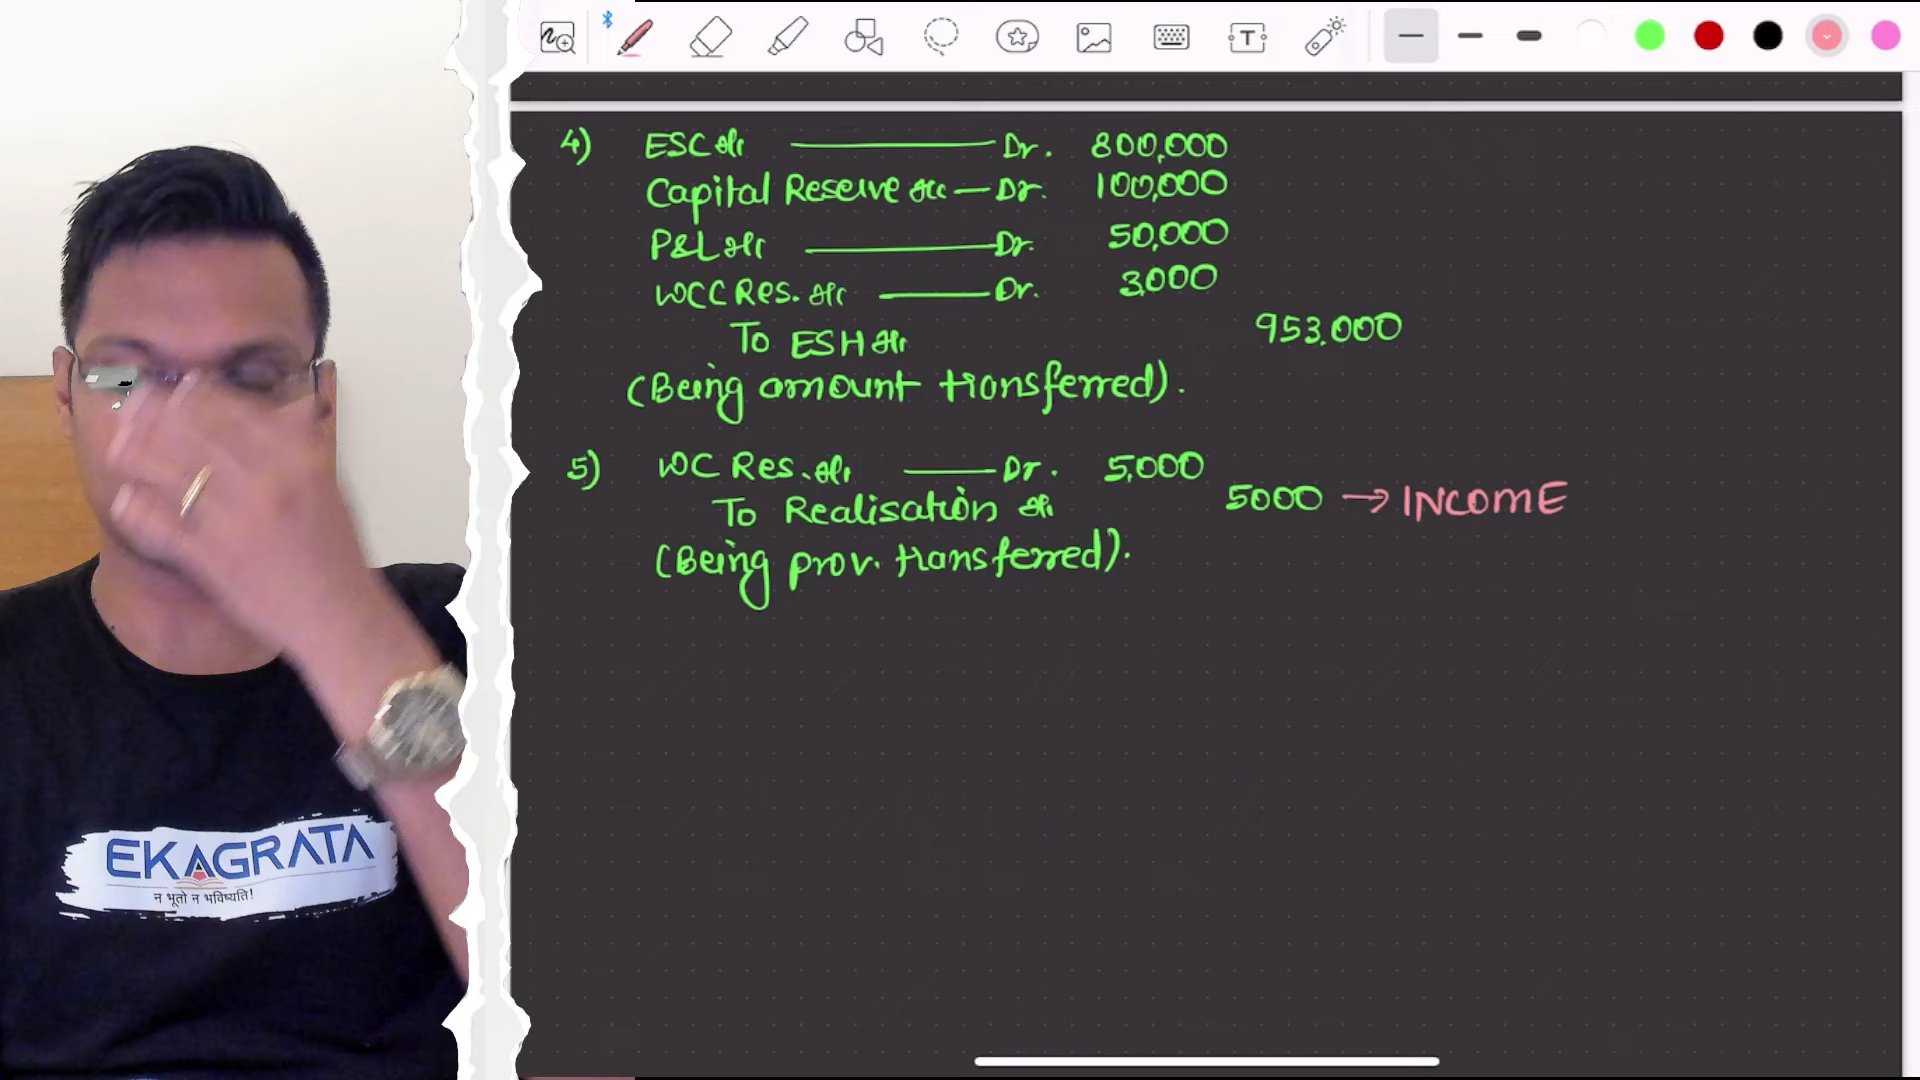 4) ESC A/c ——— Dr. 800,000
Capital Reserve A/c — Dr. 100,000
P&L A/c ——— Dr. 50,000
WCC Res. A/c ——— Dr. 3,000
To ESH A/c 953,000
(Being amount transferred).
5) WC Res. A/c ——— Dr. 5,000
To Realisation A/c 5000 → INCOME
(Being prov. transferred).
EKAGRATA
न भूतो न भविष्यति!
T